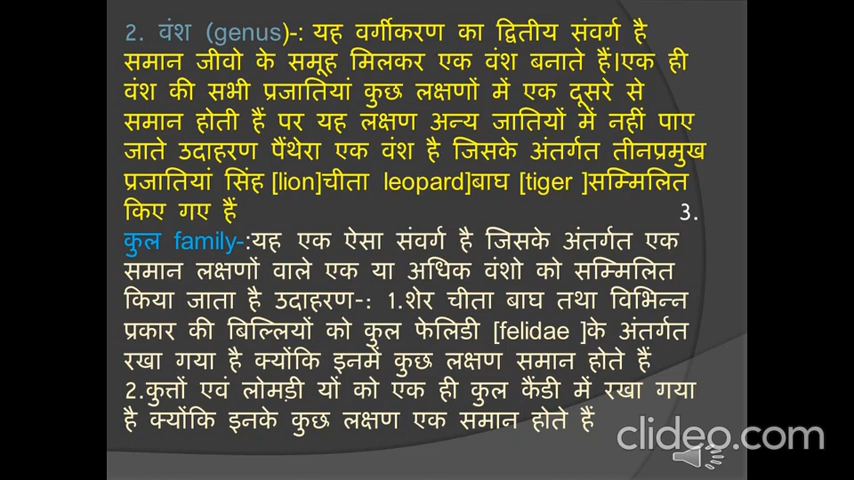 2. वंश (genus)-: यह वर्गीकरण का द्वितीय संवर्ग है
समान जीवो के समूह मिलकर एक वंश बनाते हैं।एक ही
वंश की सभी प्रजातियां कुछ लक्षणों में एक दूसरे से
समान होती हैं पर यह लक्षण अन्य जातियों में नहीं पाए
जाते उदाहरण पैंथेरा एक वंश है जिसके अंतर्गत तीनप्रमुख
प्रजातियां सिंह [lion]चीता leopard]बाघ [tiger ]सम्मिलित
किए गए हैं 3.
कुल family-:यह एक ऐसा संवर्ग है जिसके अंतर्गत एक
समान लक्षणों वाले एक या अधिक वंशो को सम्मिलित
किया जाता है उदाहरण-: 1.शेर चीता बाघ तथा विभिन्न
प्रकार की बिल्लियों को कुल फेलिडी [felidae ]के अंतर्गत
रखा गया है क्योंकि इनमें कुछ लक्षण समान होते हैं
2.कुत्तों एवं लोमड़ी यों को एक ही कुल कैंडी में रखा गया
है क्योंकि इनके कुछ लक्षण एक समान होते हैं
clideo.com